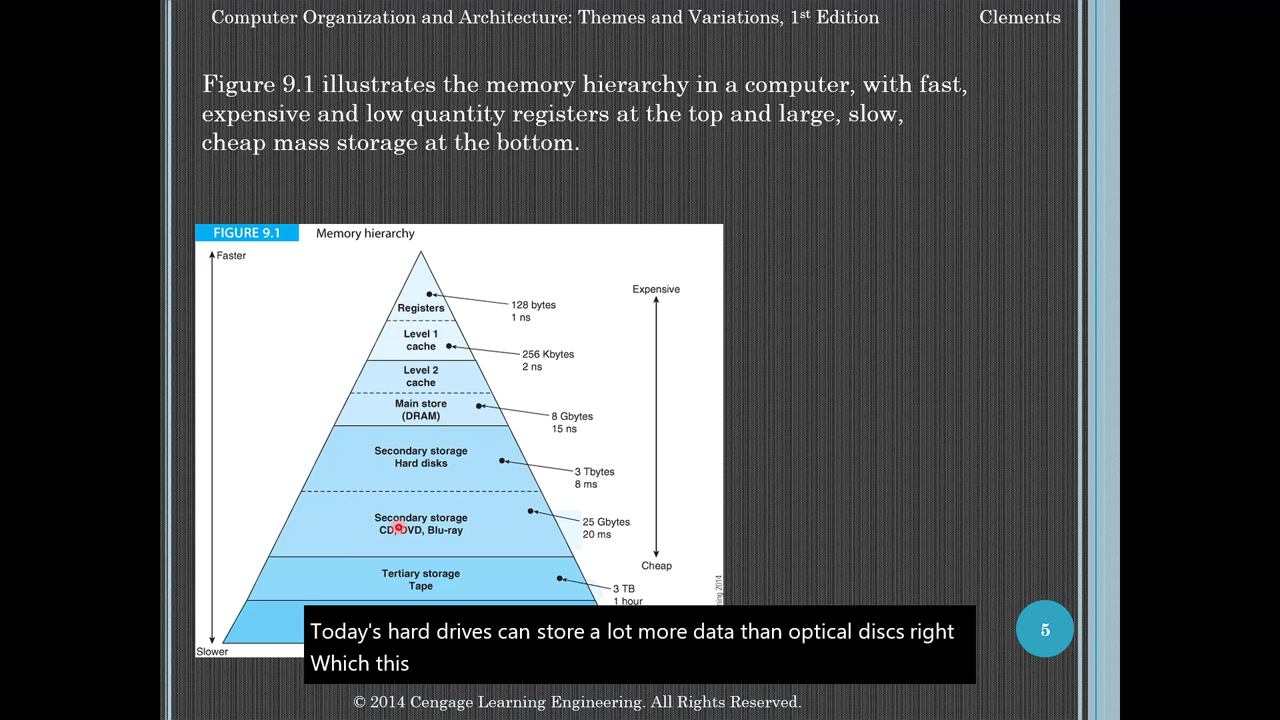 Computer Organization and Architecture: Themes and Variations, 1st Edition
Clements
Figure 9.1 illustrates the memory hierarchy in a computer, with fast,
expensive and low quantity registers at the top and large, slow,
cheap mass storage at the bottom.
FIGURE 9.1
Memory hierarchy
Faster
Expensive
Registers
128 bytes
1 ns
Level 1
cache
256 Kbytes
2 ns
Level 2
cache
Main store
(DRAM)
8 Gbytes
15 ns
Secondary storage
Hard disks
3 Tbytes
8 ms
Secondary storage
CD, DVD, Blu-ray
25 Gbytes
20 ms
Cheap
Tertiary storage
Tape
3 TB
1 hour
2014
Slower
Today's hard drives can store a lot more data than optical discs right
Which this
5
© 2014 Cengage Learning Engineering. All Rights Reserved.